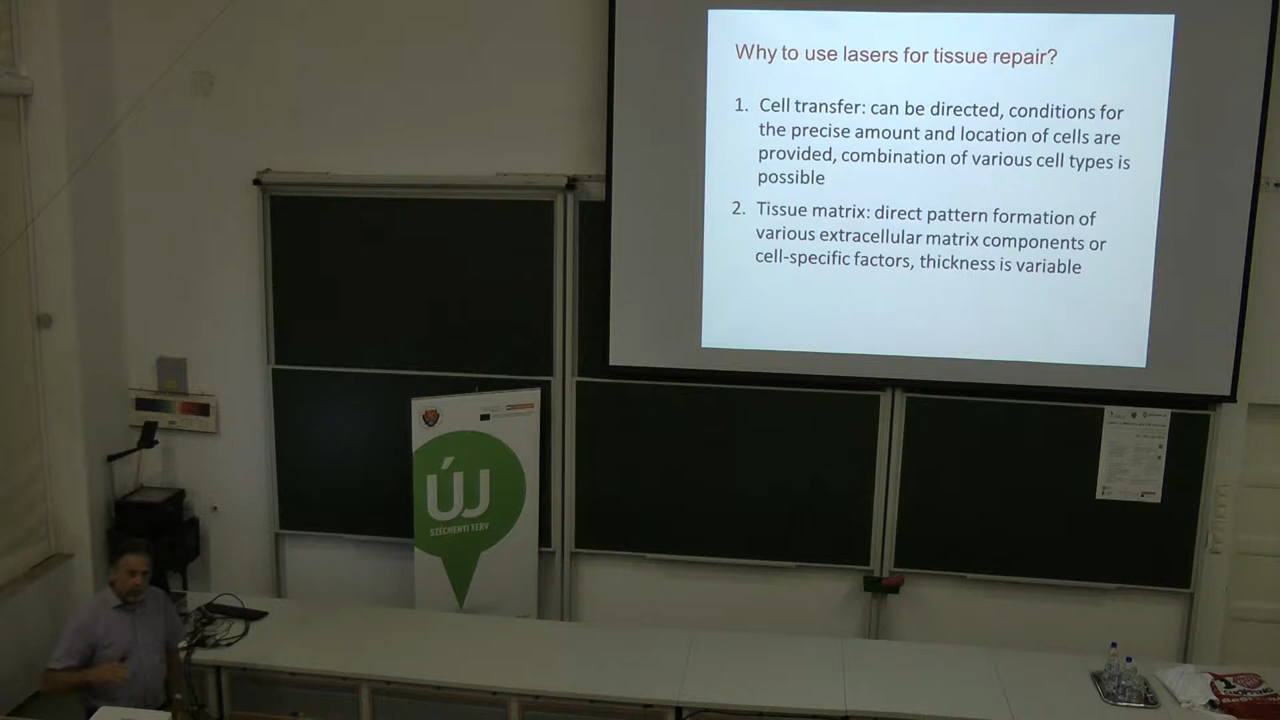 Why to use lasers for tissue repair?
1. Cell transfer: can be directed, conditions for
the precise amount and location of cells are
provided, combination of various cell types is
possible
2. Tissue matrix: direct pattern formation of
various extracellular matrix components or
cell-specific factors, thickness is variable
ÚJ
SZÉCHENYI TERV
SHOPPING